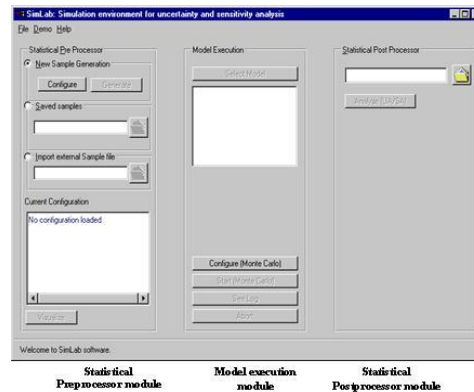 SimLab: Simulation environment for uncertainty and sensitivity analysis
File Demo Help
Statistical Pre Processor
New Sample Generation
Configure
Generate
Saved samples
Import external Sample file
Current Configuration
No configuration loaded
Visualize
Model Execution
Select Model
Configure (Monte Carlo)
Start (Monte Carlo)
See Log
Abort
Statistical Post Processor
Analyse (UA/SA)
Welcome to SimLab software.
Statistical
Preprocessor module
Model execution
module
Statistical
Postprocessor module